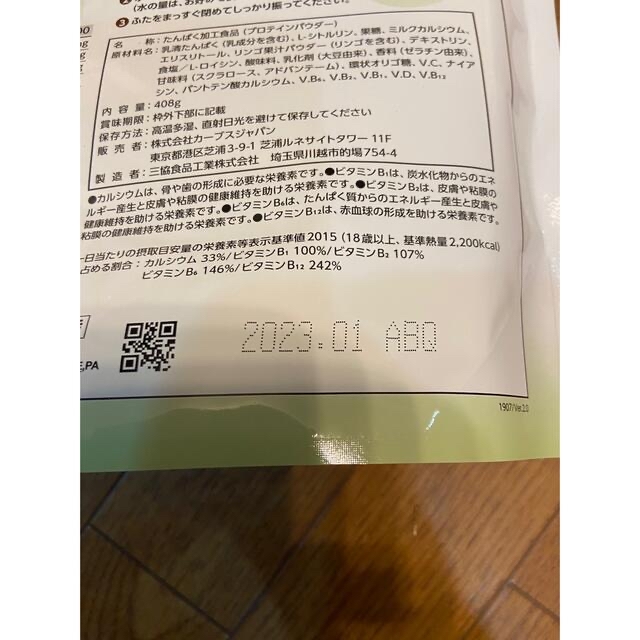 (水の量は、お好み
❸ ふたをまっすぐ閉めてしっかり振ってください。
名 称：たんぱく加工食品（プロテインパウダー）
原材料名：乳清たんぱく（乳成分を含む）、L-シトルリン、果糖、ミルクカルシウム、
エリスリトール、リンゴ果汁パウダー（リンゴを含む）、デキストリン、
食塩／L-ロイシン、酸味料、乳化剤（大豆由来）、香料（ゼラチン由来）、
甘味料（スクラロース、アドバンテーム）、環状オリゴ糖、V.C、ナイア
シン、パントテン酸カルシウム、V.B₆、V.B₂、V.B₁、V.D、V.B₁₂
内 容 量：408g
賞味期限：枠外下部に記載
保存方法：高温多湿、直射日光を避けて保存してください
販 売 者：株式会社カーブスジャパン
東京都港区芝浦3-9-1 芝浦ルネサイトタワー 11F
製 造 者：三協食品工業株式会社 埼玉県川越市的場754-4
●カルシウムは、骨や歯の形成に必要な栄養素です。●ビタミンB₁は、炭水化物からのエネ
ルギー産生と皮膚や粘膜の健康維持を助ける栄養素です。●ビタミンB₂は、皮膚や粘膜の
健康維持を助ける栄養素です。●ビタミンB₆は、たんぱく質からのエネルギー産生と皮膚や
粘膜の健康維持を助ける栄養素です。●ビタミンB₁₂は、赤血球の形成を助ける栄養素です。
一日当たりの摂取目安量の栄養素等表示基準値2015（18歳以上、基準熱量2,200kcal）
占める割合：カルシウム 33%/ビタミンB₁ 100%/ビタミンB₂ 107%
ビタミンB₆ 146%/ビタミンB₁₂ 242%
2023.01 ABQ
,PA
1907/Ver.2.0